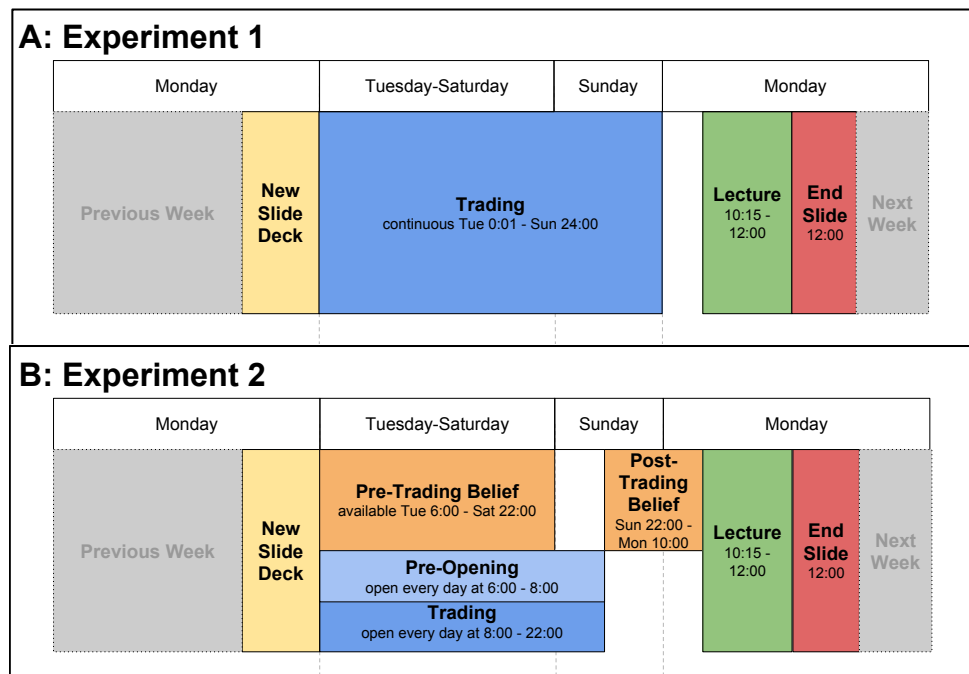 A: Experiment 1
Monday
Tuesday-Saturday
Sunday
Monday
Previous Week
New
Slide
Deck
Trading
continuous Tue 0:01 - Sun 24:00
Lecture
10:15 -
12:00
End
Slide
12:00
Next
Week
B: Experiment 2
Monday
Tuesday-Saturday
Sunday
Monday
Previous Week
New
Slide
Deck
Pre-Trading Belief
available Tue 6:00 - Sat 22:00
Post-
Trading
Belief
Sun 22:00 -
Mon 10:00
Pre-Opening
open every day at 6:00 - 8:00
Trading
open every day at 8:00 - 22:00
Lecture
10:15 -
12:00
End
Slide
12:00
Next
Week